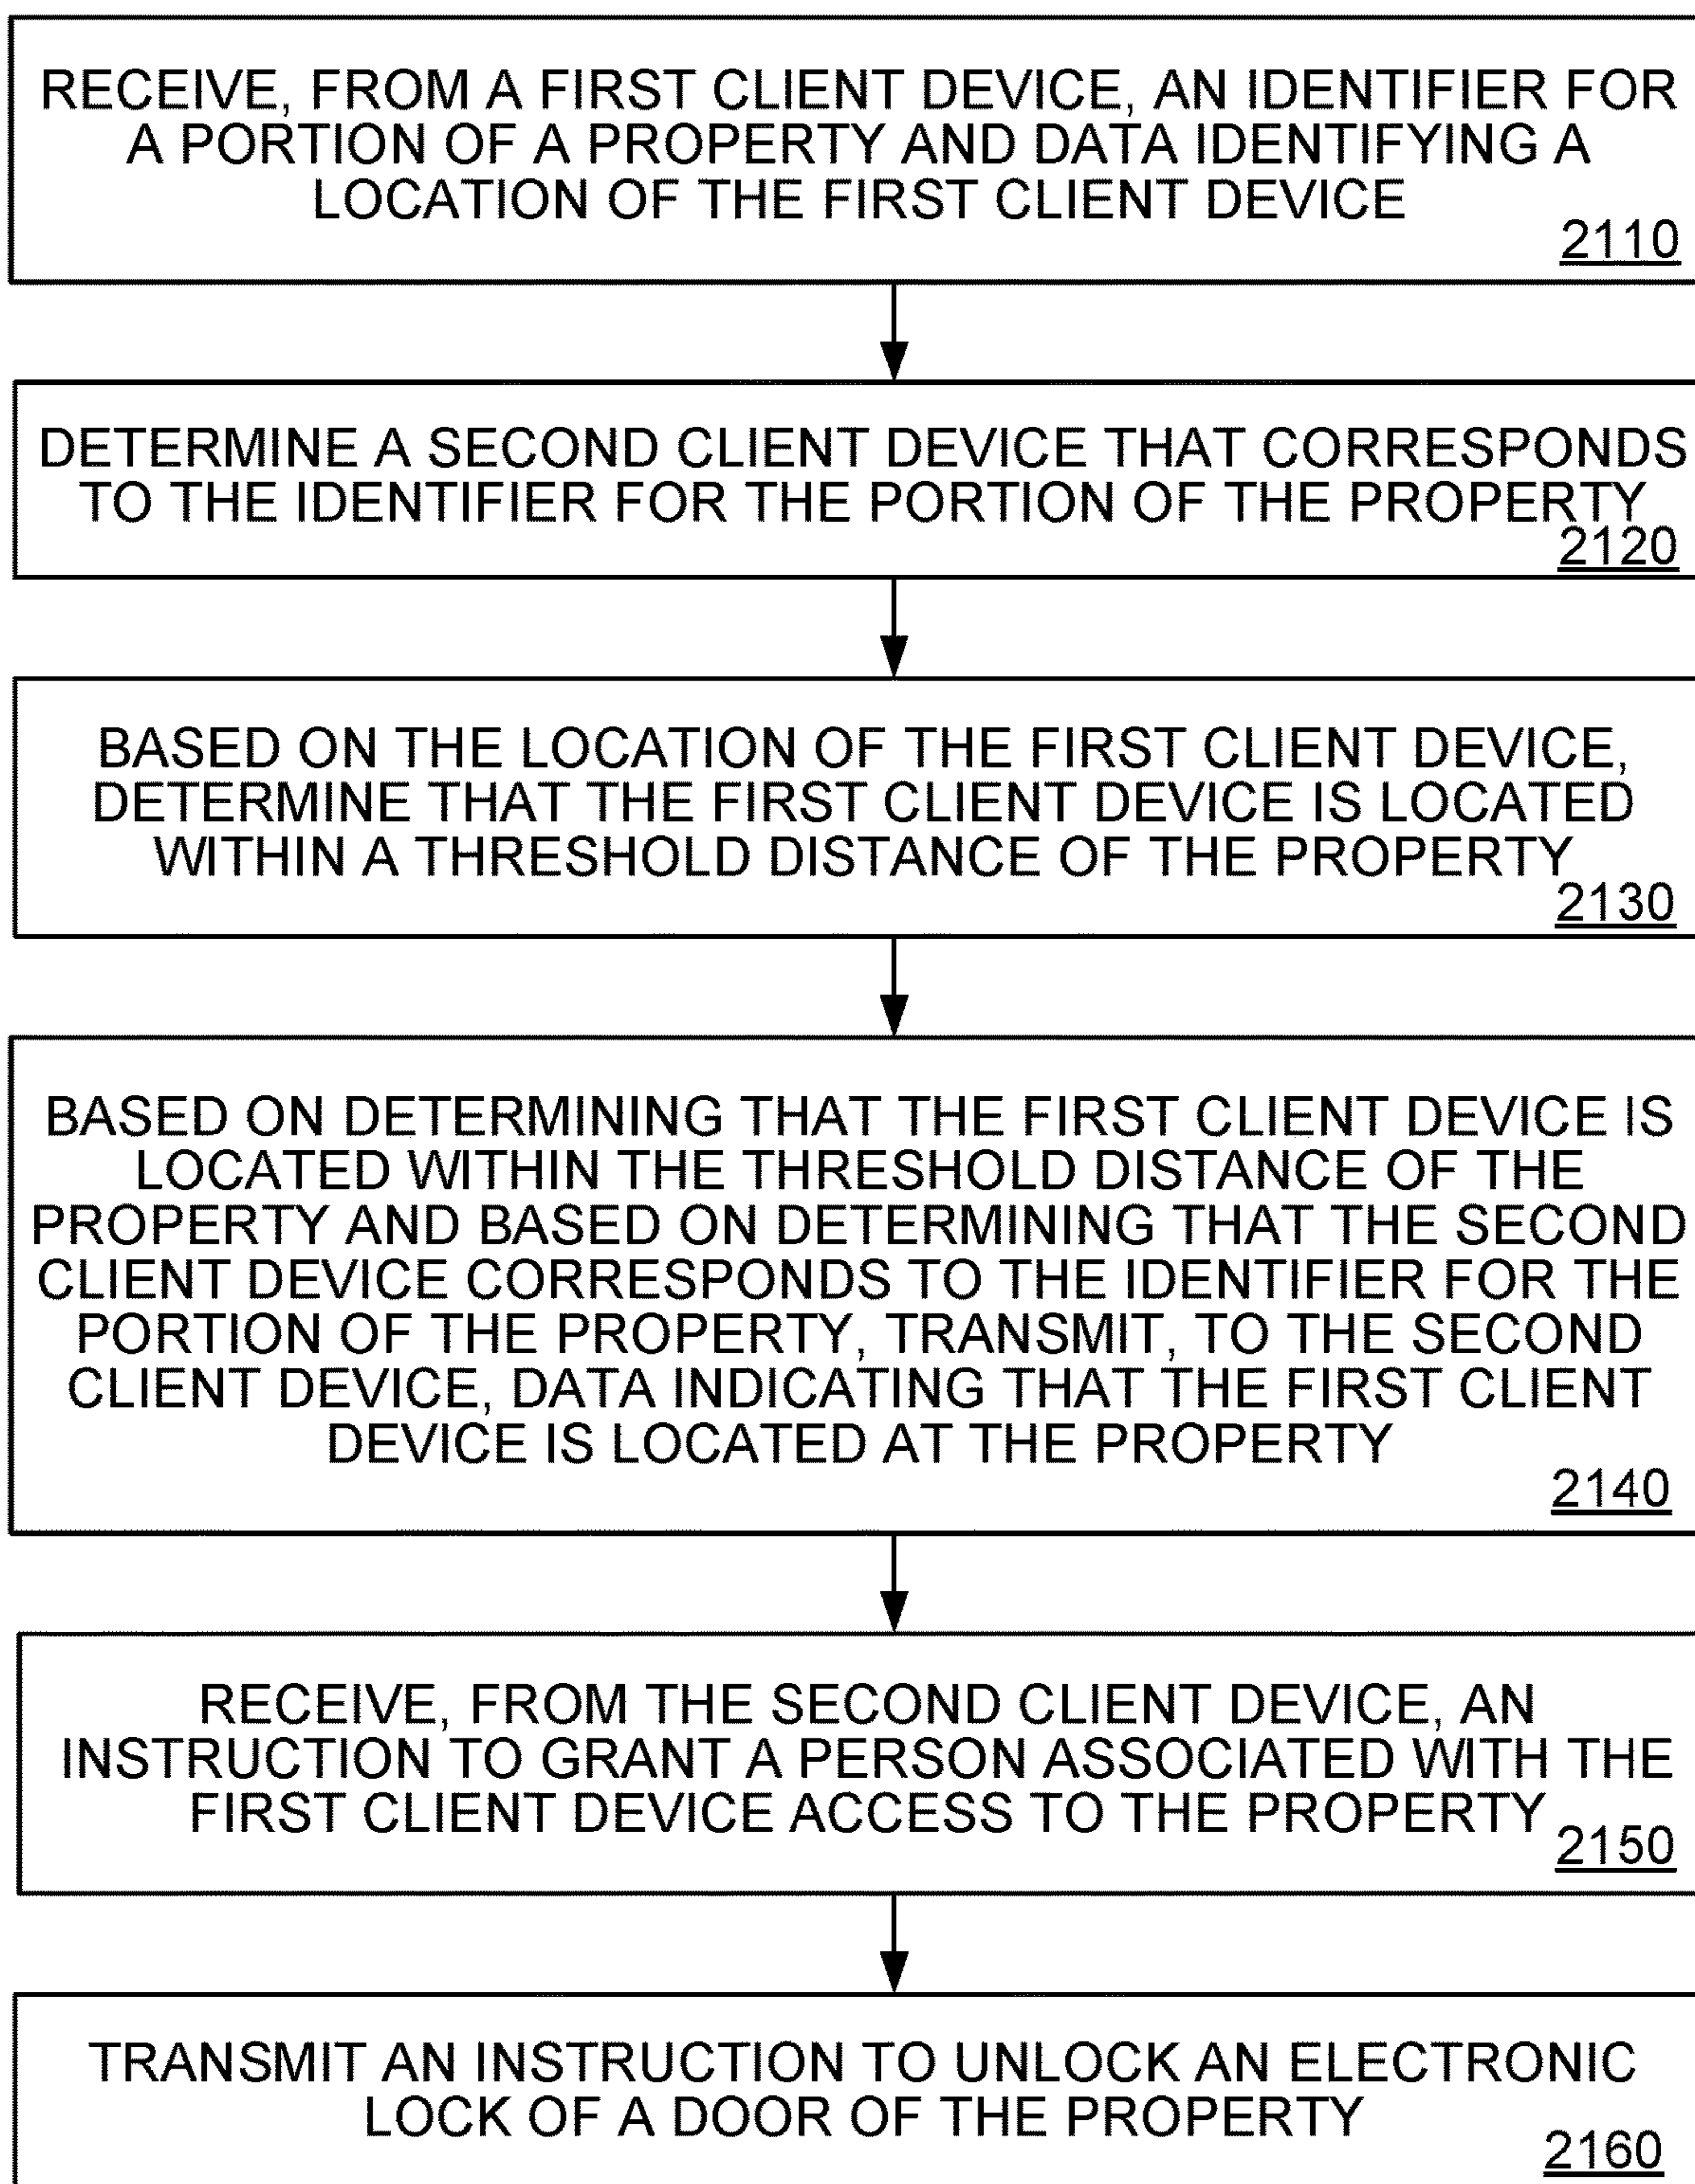 RECEIVE, FROM A FIRST CLIENT DEVICE, AN IDENTIFIER FOR
A PORTION OF A PROPERTY AND DATA IDENTIFYING A
LOCATION OF THE FIRST CLIENT DEVICE
2110
DETERMINE A SECOND CLIENT DEVICE THAT CORRESPONDS
TO THE IDENTIFIER FOR THE PORTION OF THE PROPERTY
2120
BASED ON THE LOCATION OF THE FIRST CLIENT DEVICE,
DETERMINE THAT THE FIRST CLIENT DEVICE IS LOCATED
WITHIN A THRESHOLD DISTANCE OF THE PROPERTY
2130
BASED ON DETERMINING THAT THE FIRST CLIENT DEVICE IS
LOCATED WITHIN THE THRESHOLD DISTANCE OF THE
PROPERTY AND BASED ON DETERMINING THAT THE SECOND
CLIENT DEVICE CORRESPONDS TO THE IDENTIFIER FOR THE
PORTION OF THE PROPERTY, TRANSMIT, TO THE SECOND
CLIENT DEVICE, DATA INDICATING THAT THE FIRST CLIENT
DEVICE IS LOCATED AT THE PROPERTY
2140
RECEIVE, FROM THE SECOND CLIENT DEVICE, AN
INSTRUCTION TO GRANT A PERSON ASSOCIATED WITH THE
FIRST CLIENT DEVICE ACCESS TO THE PROPERTY
2150
TRANSMIT AN INSTRUCTION TO UNLOCK AN ELECTRONIC
LOCK OF A DOOR OF THE PROPERTY
2160